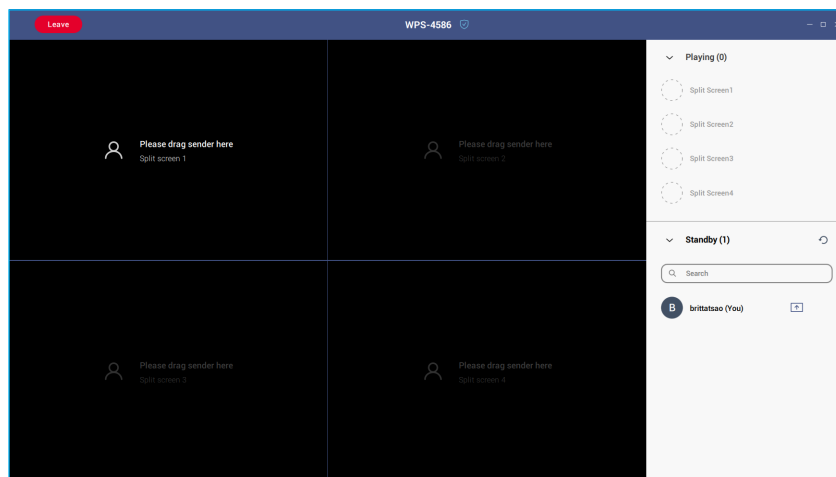 Leave
WPS-4586
Please drag sender here
Split screen 1
Please drag sender here
Split screen 2
Please drag sender here
Split screen 3
Please drag sender here
Split screen 4
Playing (0)
Split Screen1
Split Screen2
Split Screen3
Split Screen4
Standby (1)
Search
B
brittatsao (You)